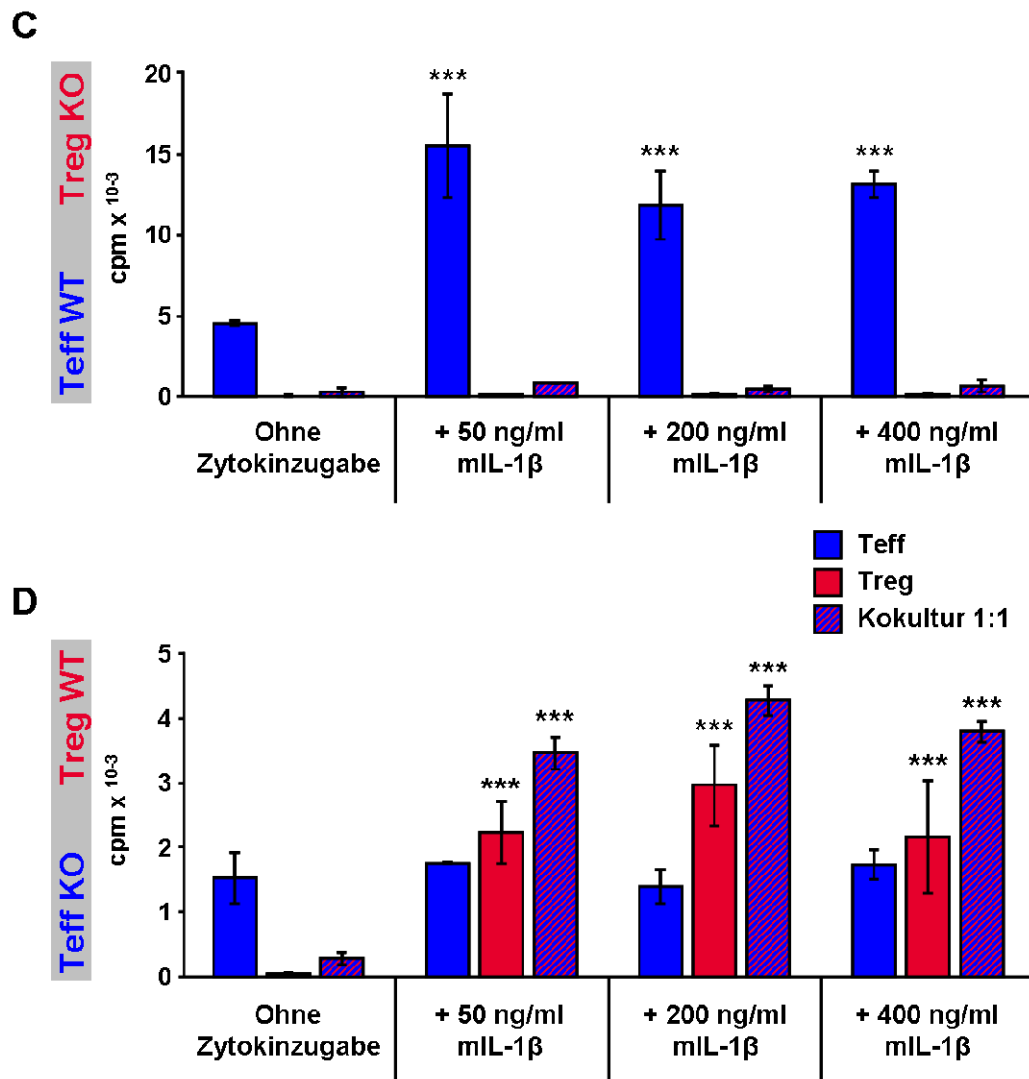 C
Teff WT Treg KO
cpm x 10-3
20
15
10
5
0
*** *** ***
Ohne
Zytokinzugabe
+ 50 ng/ml
mIL-1β
+ 200 ng/ml
mIL-1β
+ 400 ng/ml
mIL-1β
Teff
Treg
Kokultur 1:1
D
Teff KO Treg WT
cpm x 10-3
5
4
3
2
1
0
*** *** *** *** *** ***
Ohne
Zytokinzugabe
+ 50 ng/ml
mIL-1β
+ 200 ng/ml
mIL-1β
+ 400 ng/ml
mIL-1β